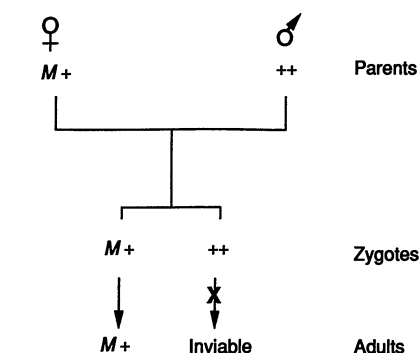 ♀ ♂
M + ++ Parents
M + ++ Zygotes
X
M + Inviable Adults